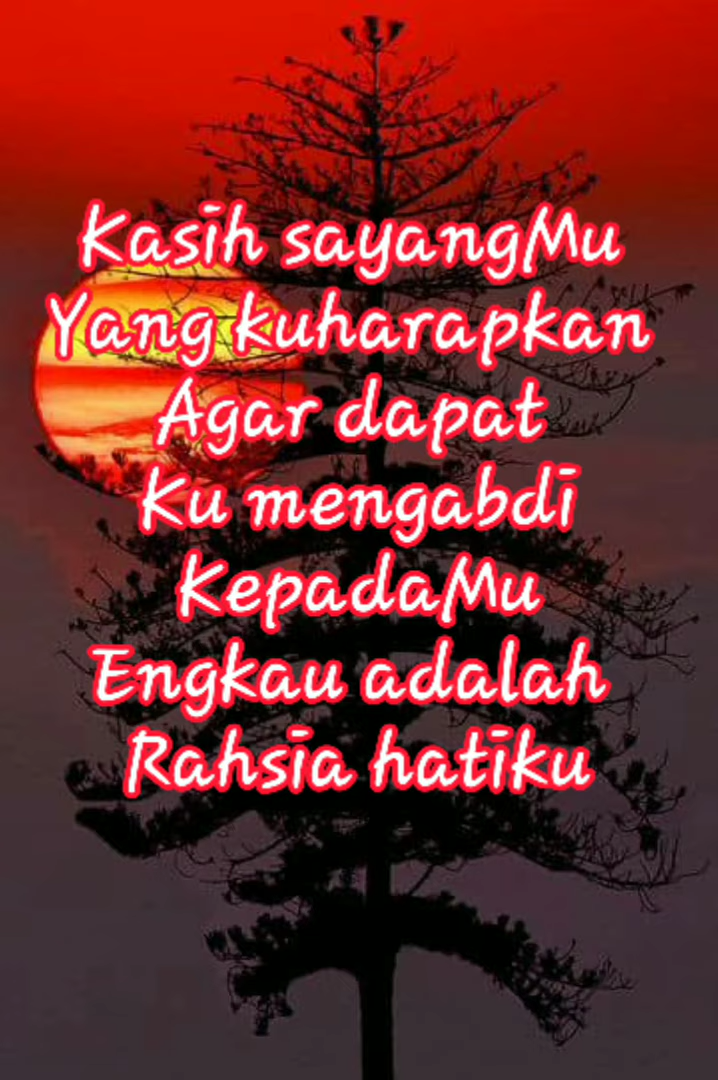 Kasih sayangMu
Yang kuharapkan
Agar dapat
Ku mengabdi
KepadaMu
Engkau adalah
Rahsia hatiku